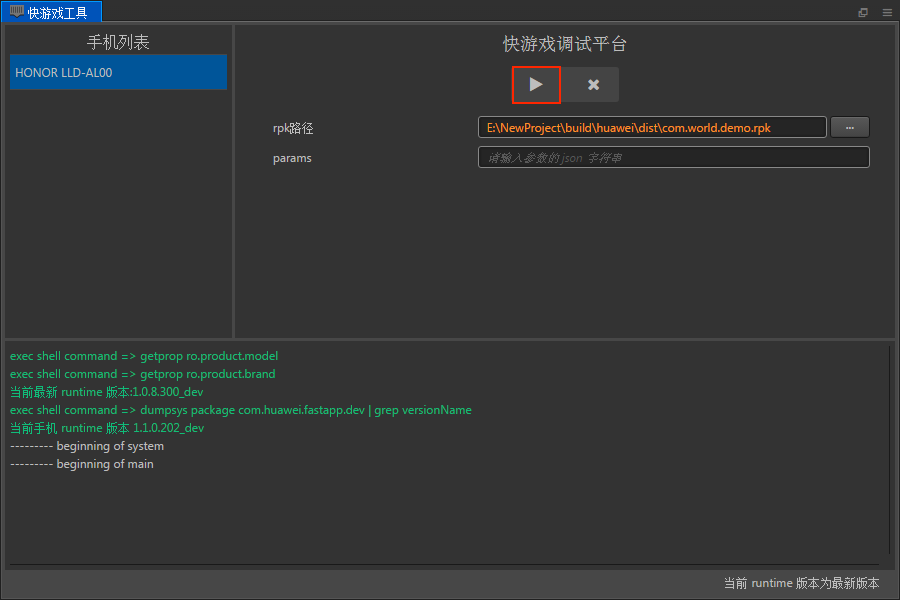 快游戏工具
手机列表
HONOR LLD-AL00
快游戏调试平台
rpk路径
E:\NewProject\build\huawei\dist\com.world.demo.rpk
...
params
请输入参数的 json 字符串
exec shell command => getprop ro.product.model
exec shell command => getprop ro.product.brand
当前最新 runtime 版本:1.0.8.300_dev
exec shell command => dumpsys package com.huawei.fastapp.dev | grep versionName
当前手机 runtime 版本 1.1.0.202_dev
--------- beginning of system
--------- beginning of main
当前 runtime 版本为最新版本